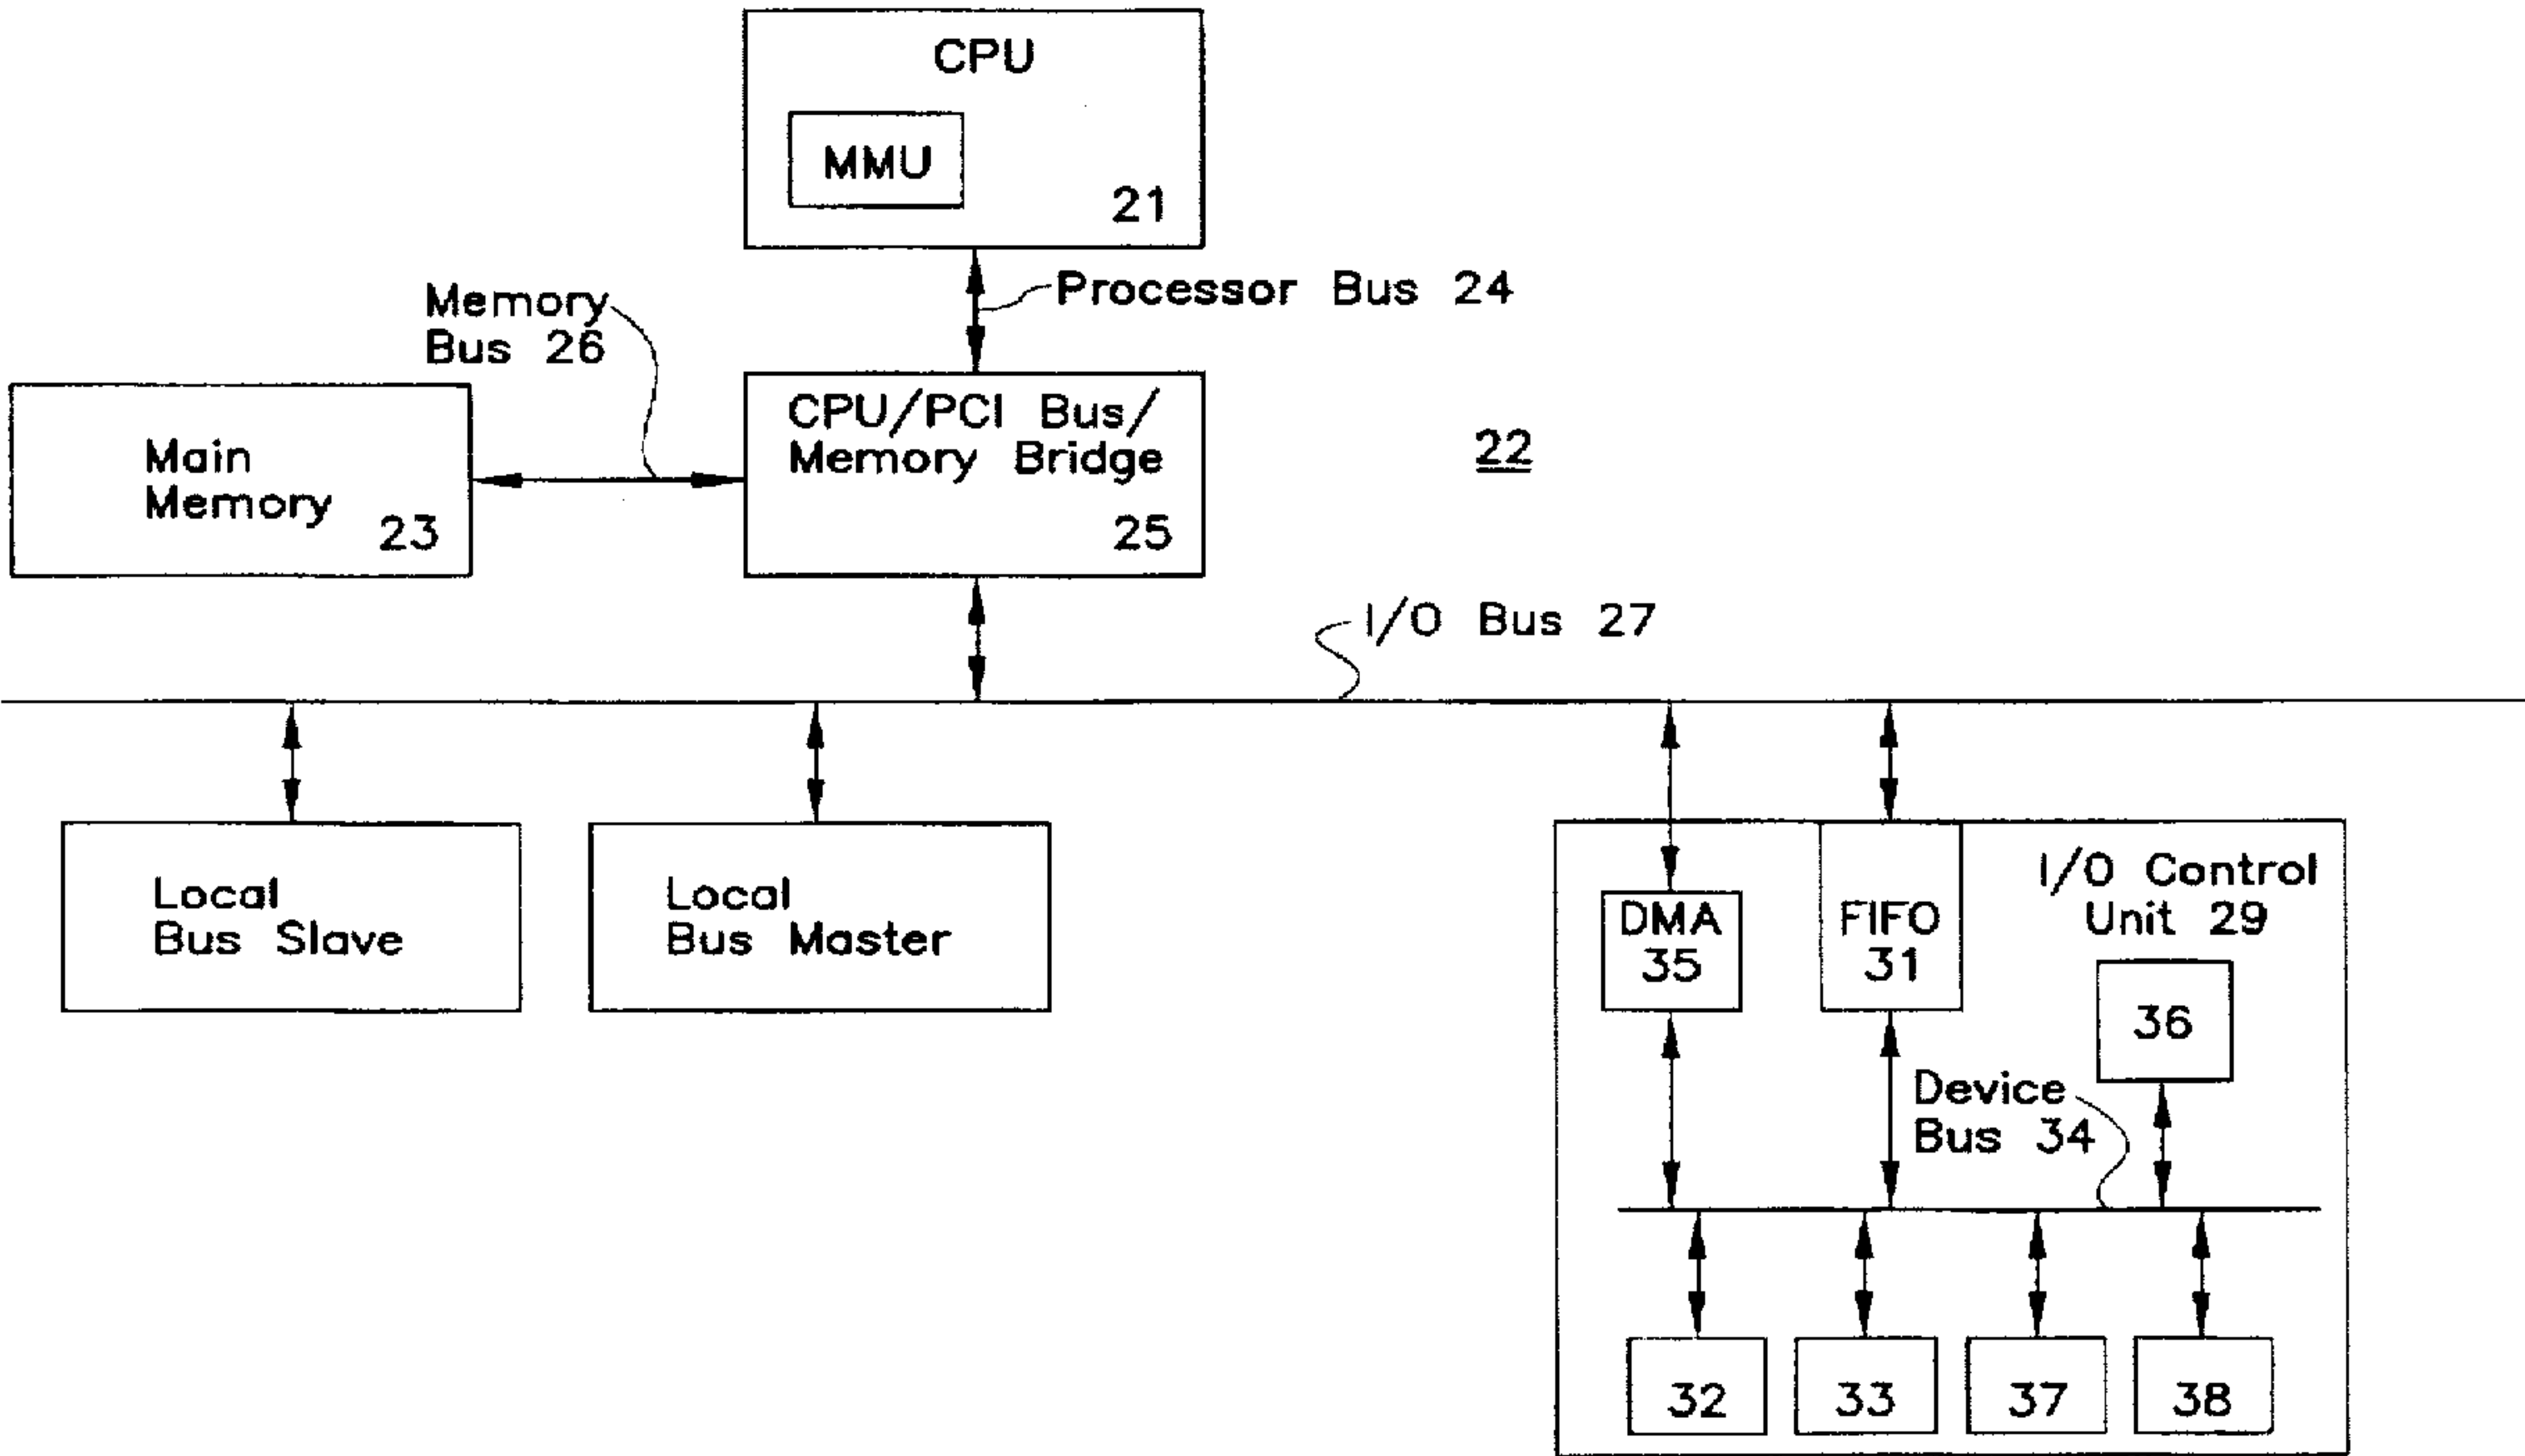 CPU
MMU
21
Processor Bus 24
Memory
Bus 26
CPU/PCI Bus/
Memory Bridge
25
Main
Memory
23
22
I/O Bus 27
Local
Bus Slave
Local
Bus Master
I/O Control
Unit 29
DMA
35
FIFO
31
36
Device
Bus 34
32
33
37
38